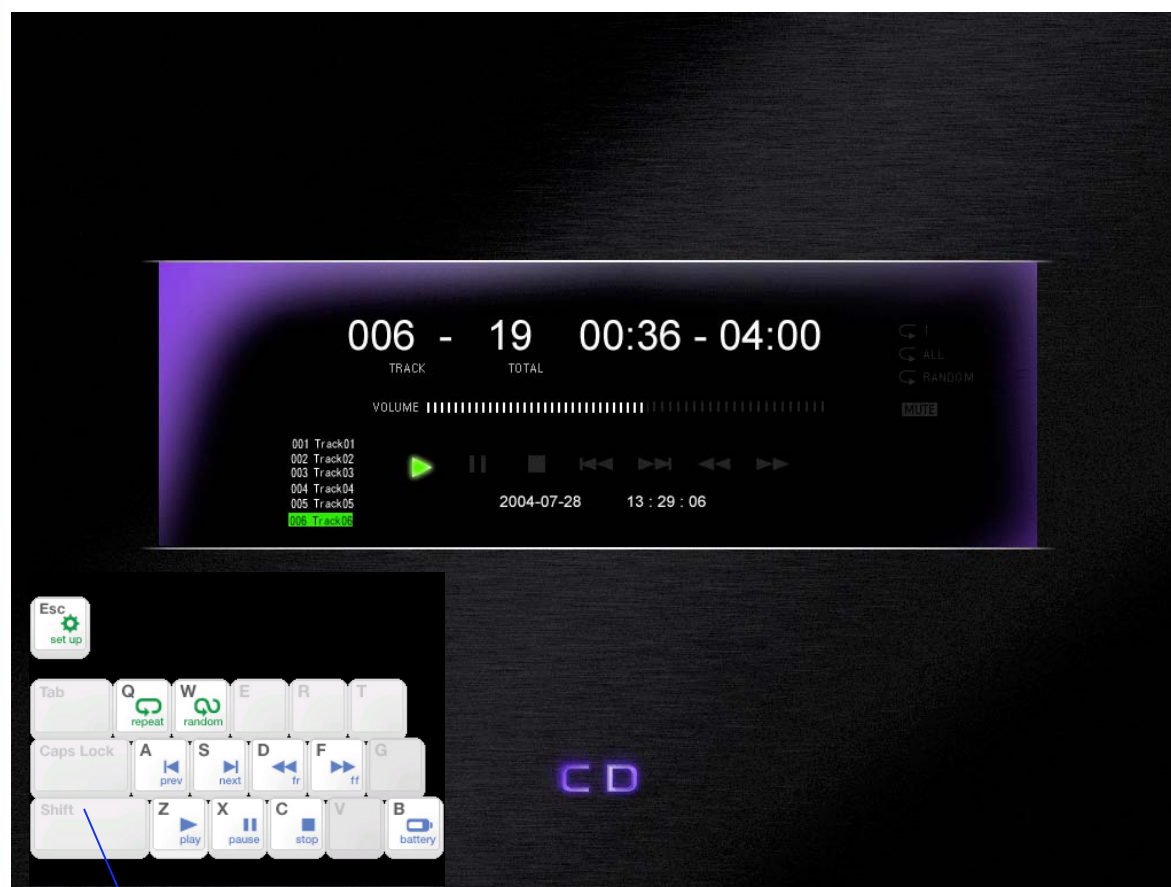 006 - 19 00:36 - 04:00
TRACK TOTAL
1
ALL
RANDOM
VOLUME
MUTE
001 Track01
002 Track02
003 Track03
004 Track04
005 Track05
006 Track06
2004-07-28 13 : 29 : 06
CD
Esc
set up
Tab Q W E R T
repeat random
Caps Lock A S D F G
prev next fr ff
Shift Z X C V B
play pause stop battery